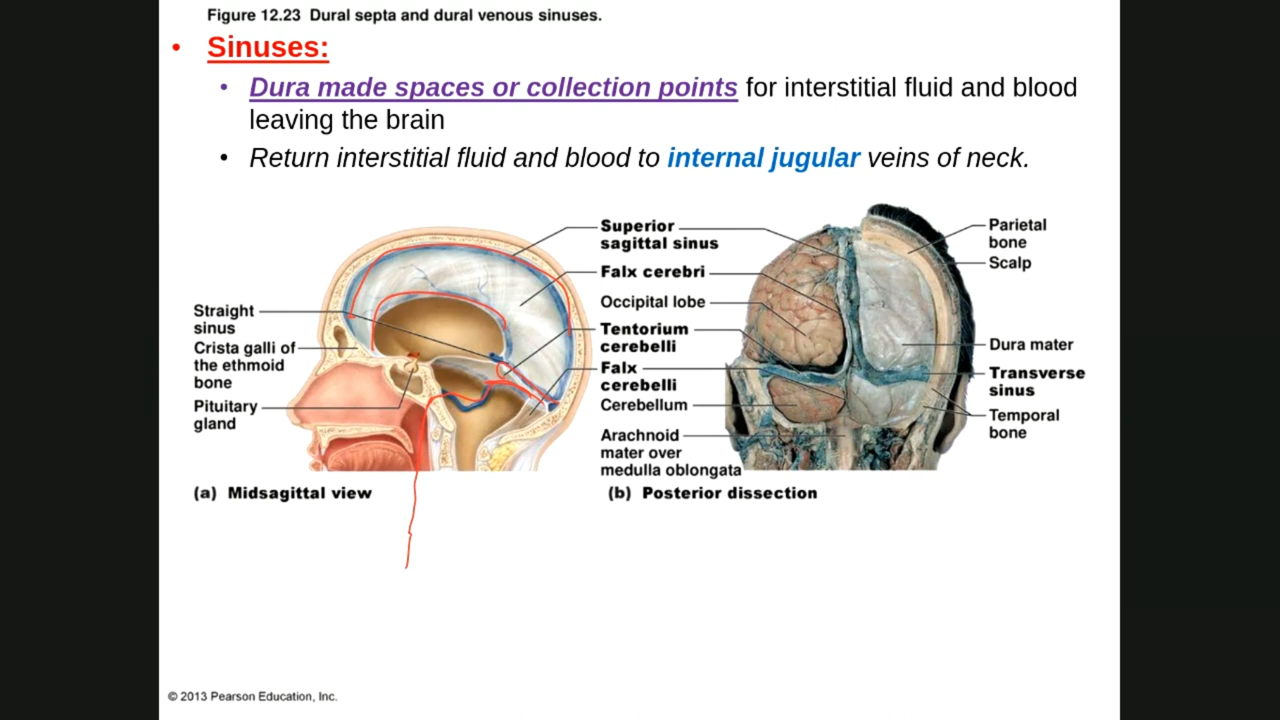 Figure 12.23 Dural septa and dural venous sinuses.
• Sinuses:
• Dura made spaces or collection points for interstitial fluid and blood
leaving the brain
• Return interstitial fluid and blood to internal jugular veins of neck.
Straight
sinus
Crista galli of
the ethmoid
bone
Pituitary
gland
Superior
sagittal sinus
Falx cerebri
Occipital lobe
Tentorium
cerebelli
Falx
cerebelli
Cerebellum
Arachnoid
mater over
medulla oblongata
Parietal
bone
Scalp
Dura mater
Transverse
sinus
Temporal
bone
(a) Midsagittal view
(b) Posterior dissection
© 2013 Pearson Education, Inc.